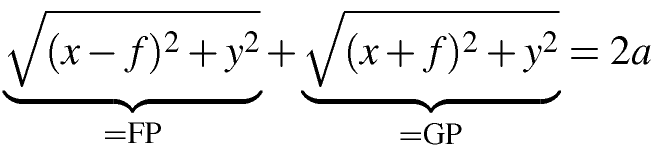 √(x − f)² + y² + √(x + f)² + y² = 2a
=FP =GP